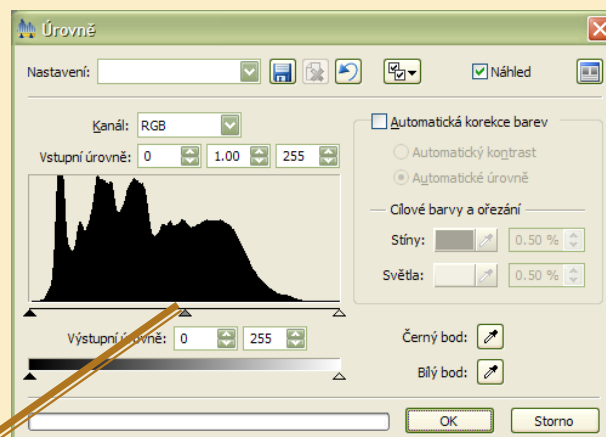 Úrovně
Nastavení:
Náhled
Kanál: RGB
Vstupní úrovně: 0 1.00 255
Výstupní úrovně: 0 255
Automatická korekce barev
Automatický kontrast
Automatické úrovně
Cílové barvy a ořezání
Stíny: 0.50 %
Světla: 0.50 %
Černý bod:
Bílý bod:
OK Storno